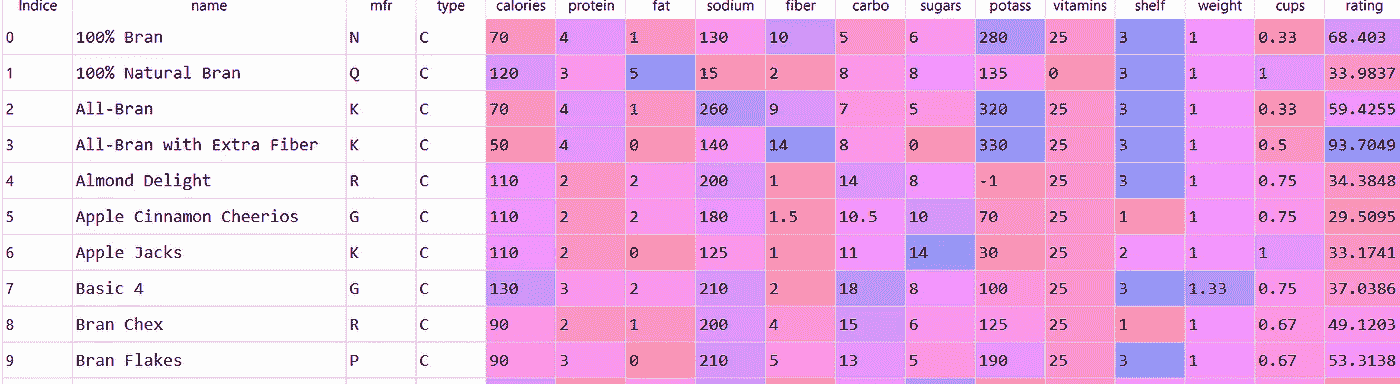 Indice name mfr type calories protein fat sodium fiber carbo sugars potass vitamins shelf weight cups rating
0 100% Bran N C 70 4 1 130 10 5 6 280 25 3 1 0.33 68.403
1 100% Natural Bran Q C 120 3 5 15 2 8 8 135 0 3 1 1 33.9837
2 All-Bran K C 70 4 1 260 9 7 5 320 25 3 1 0.33 59.4255
3 All-Bran with Extra Fiber K C 50 4 0 140 14 8 0 330 25 3 1 0.5 93.7049
4 Almond Delight R C 110 2 2 200 1 14 8 -1 25 3 1 0.75 34.3848
5 Apple Cinnamon Cheerios G C 110 2 2 180 1.5 10.5 10 70 25 1 1 0.75 29.5095
6 Apple Jacks K C 110 2 0 125 1 11 14 30 25 2 1 1 33.1741
7 Basic 4 G C 130 3 2 210 2 18 8 100 25 3 1.33 0.75 37.0386
8 Bran Chex R C 90 2 1 200 4 15 6 125 25 1 1 0.67 49.1203
9 Bran Flakes P C 90 3 0 210 5 13 5 190 25 3 1 0.67 53.3138